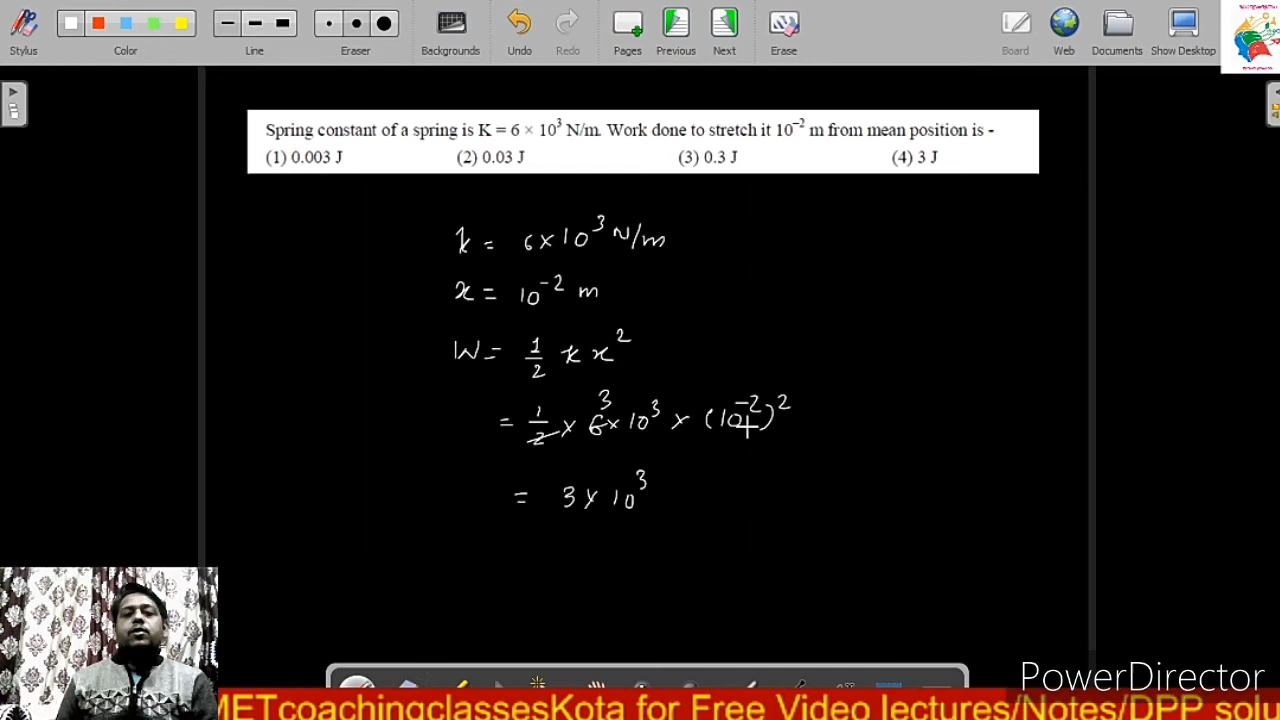 Stylus Color Line Eraser Backgrounds Undo Redo Pages Previous Next Erase Board Web Documents Show Desktop
Spring constant of a spring is K = 6 × 10³ N/m. Work done to stretch it 10⁻² m from mean position is -
(1) 0.003 J (2) 0.03 J (3) 0.3 J (4) 3 J
k = 6×10³ N/m
x = 10⁻² m
W = 1/2 k x²
= 1/2 × 6³ × 10³ × (10⁻²)²
= 3 × 10³
PowerDirector
METcoachingclassesKota for Free Video lectures/Notes/DPP solu